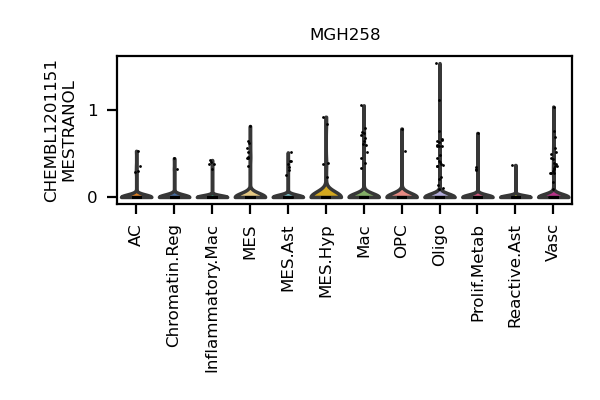 MGH258
CHEMBL1201151
MESTRANOL
1
0
AC
Chromatin.Reg
Inflammatory.Mac
MES
MES.Ast
MES.Hyp
Mac
OPC
Oligo
Prolif.Metab
Reactive.Ast
Vasc